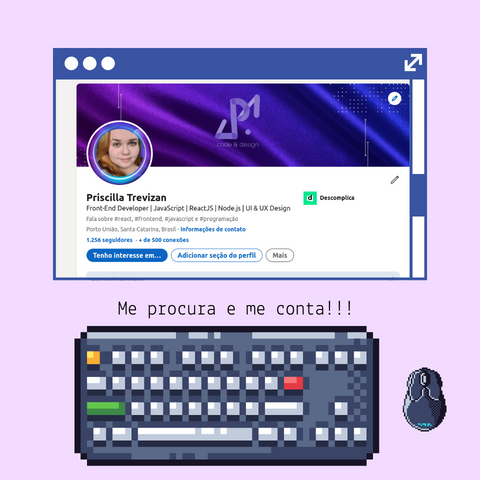 code & design
Priscilla Trevizan
d Descomplica
Front-End Developer | JavaScript | ReactJS | Node.js | UI & UX Design
Fala sobre #react, #frontend, #javascript e #programação
Porto União, Santa Catarina, Brasil · Informações de contato
1.256 seguidores · + de 500 conexões
Tenho interesse em… Adicionar seção do perfil Mais
Me procura e me conta!!!